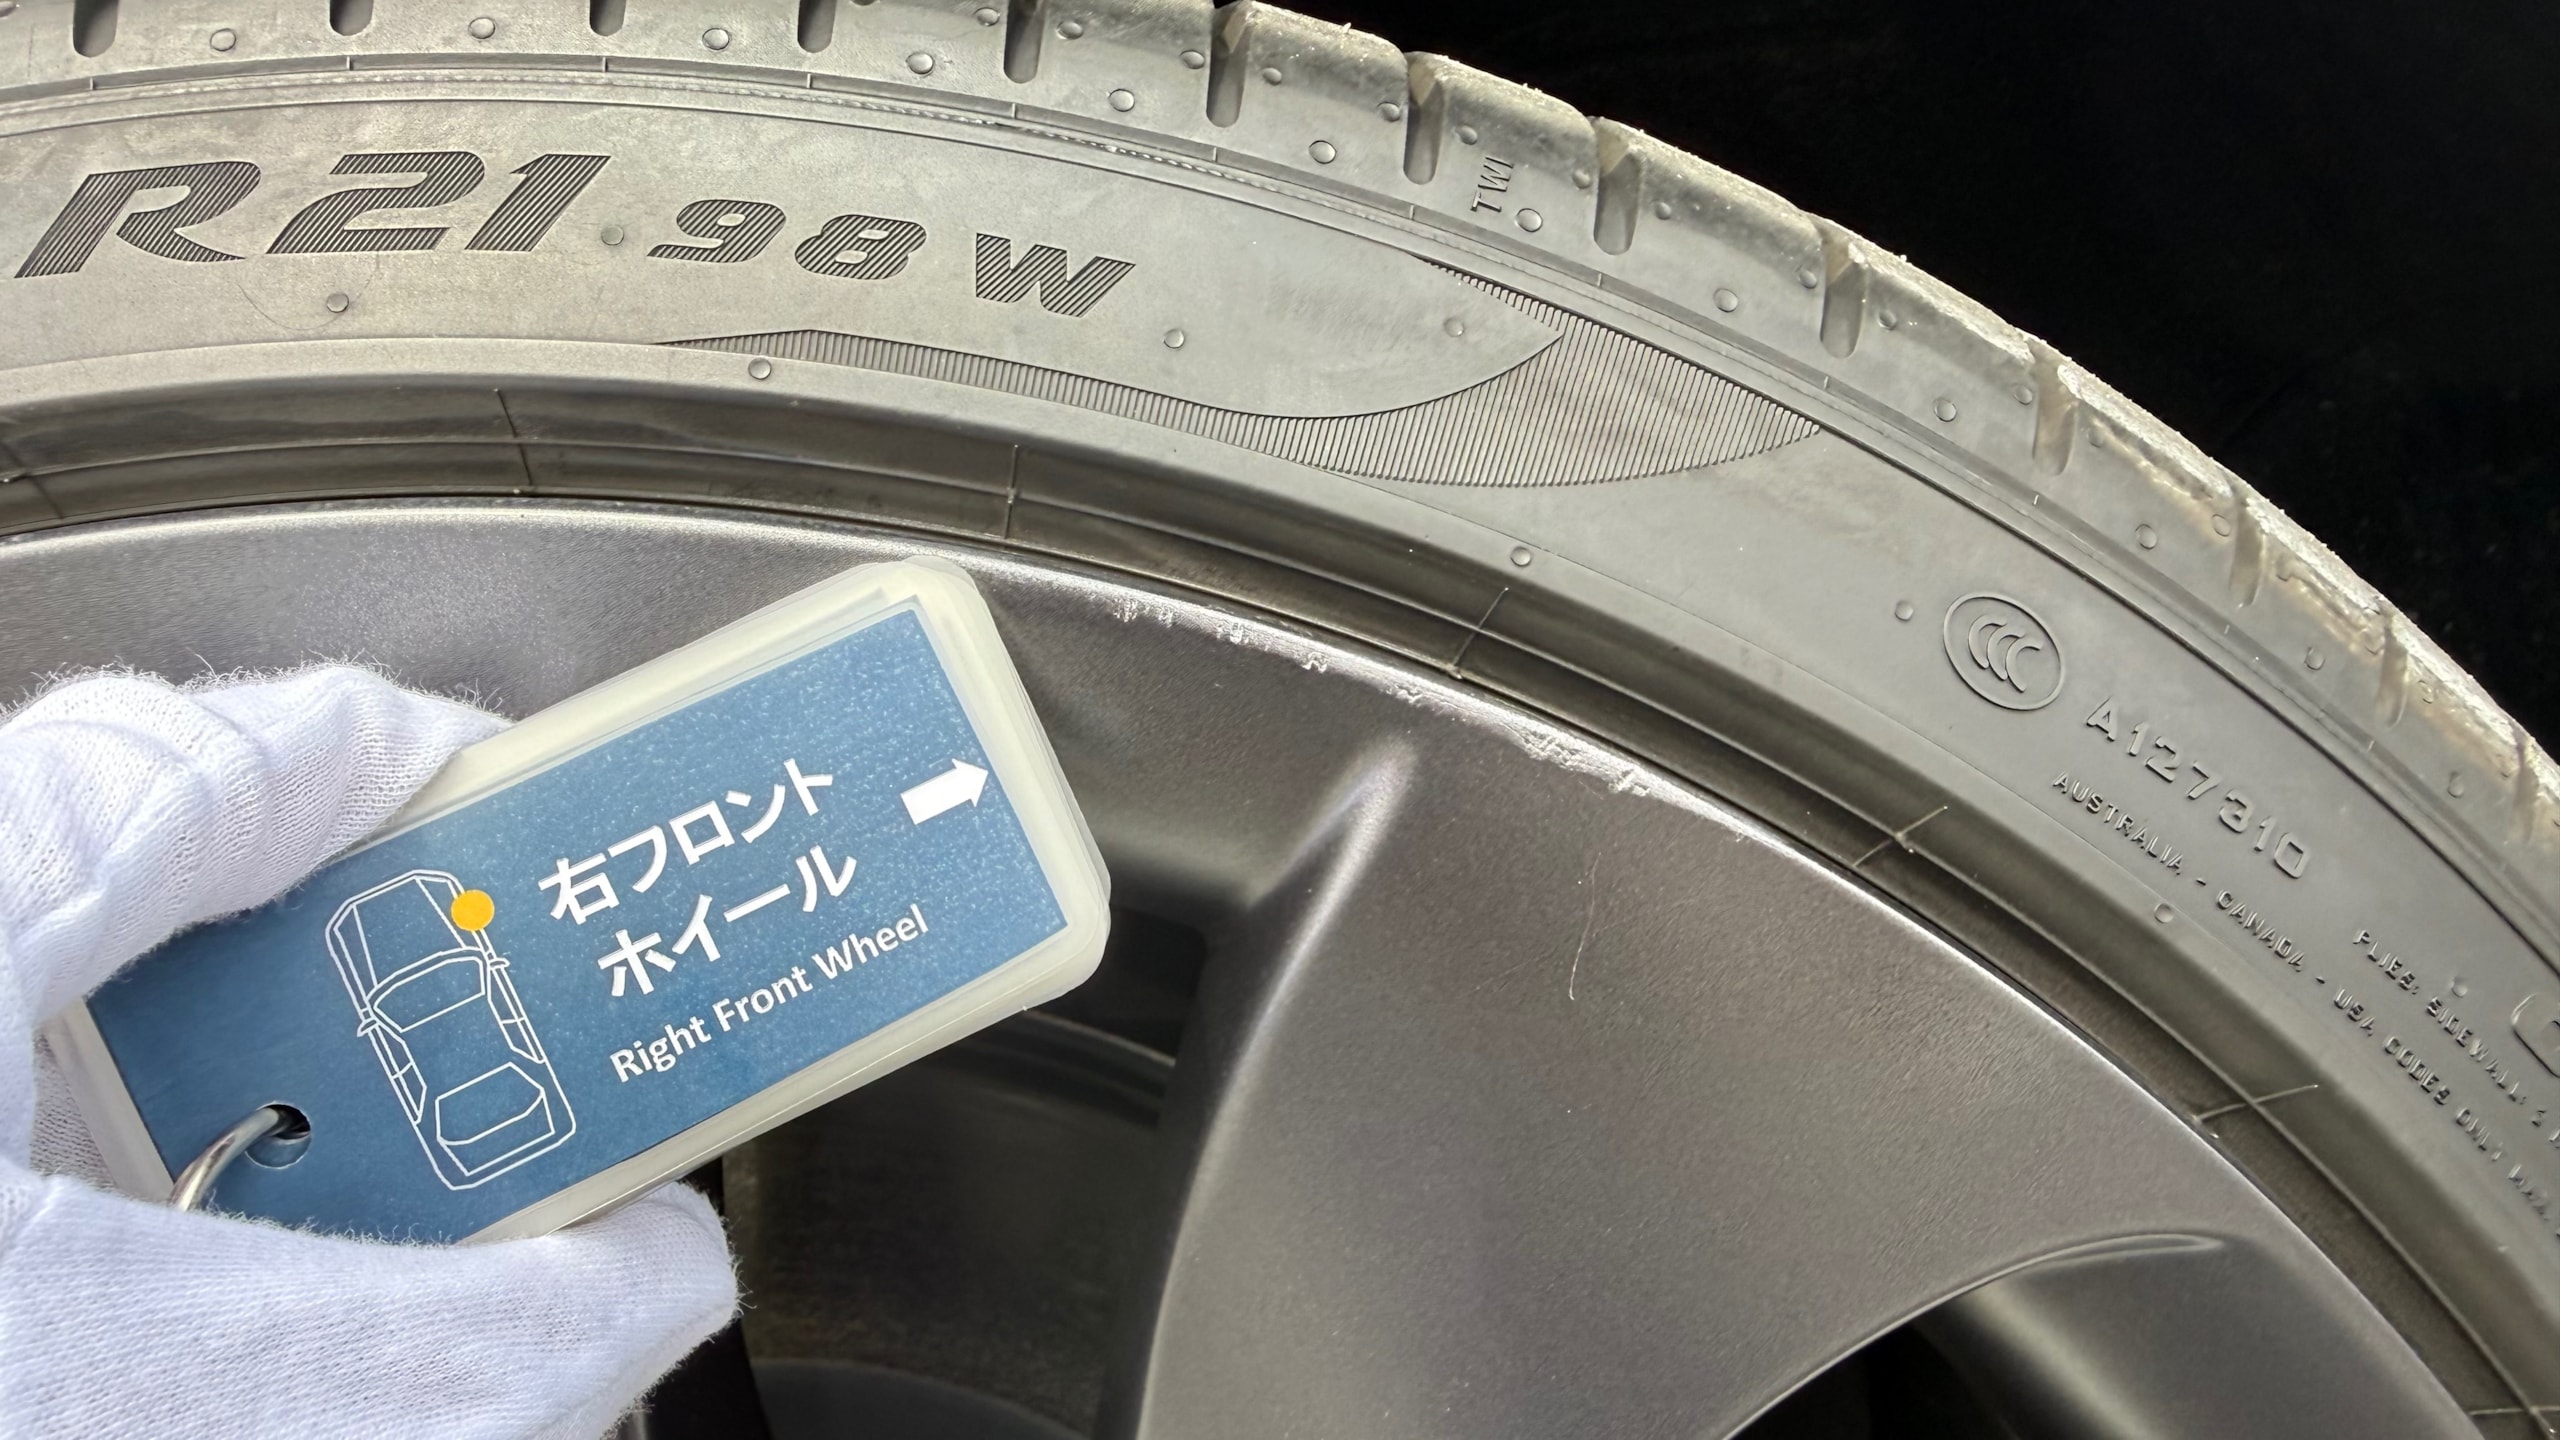 R21 98 W
TWI
A127310
AUSTRALIA - CANADA - USA CODES ONLY
PLIES: SIDEWALL:
右フロント
ホイール
Right Front Wheel